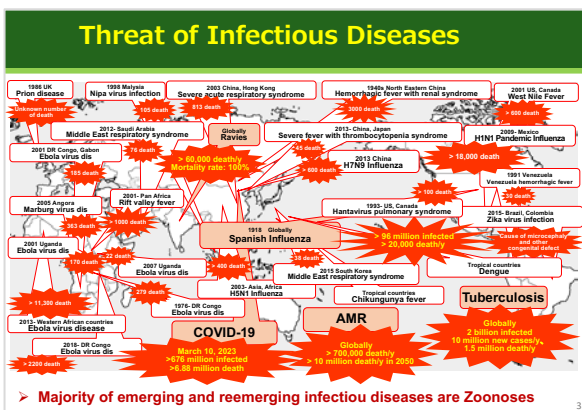 Threat of Infectious Diseases
1986 UK
Prion disease
Unknown number
of death
1998 Malysia
Nipa virus infection
105 death
2003 China, Hong Kong
Severe acute respiratory syndrome
813 death
1940s North Eastern China
Hemorrhagic fever with renal syndrome
3000 death
2001 US, Canada
West Nile Fever
> 600 death
2012- Saudi Arabia
Middle East respiratory syndrome
76 death
Globally
Ravies
> 60,000 death/y
Mortality rate: 100%
2013- China, Japan
Severe fever with thrombocytopenia syndrome
45 death
2009- Mexico
H1N1 Pandemic Influenza
> 18,000 death
2001 DR Congo, Gabon
Ebola virus dis
185 death
2013 China
H7N9 Influenza
> 600 death
1991 Venezuela
Venezuela hemorrhagic fever
30 death
2005 Angora
Marburg virus dis
363 death
2001- Pan Africa
Rift valley fever
> 1000 death
1993- US, Canada
Hantavirus pulmonary syndrome
> 100 death
2015- Brazil, Colombia
Zika virus infection
Cause of microcephaly
and other
congenital defect
1918 Globally
Spanish Influenza
> 96 million infected
> 20,000 death/y
2001 Uganda
Ebola virus dis
170 death
22 death
2007 Uganda
Ebola virus dis
279 death
> 400 death
38 death
2015 South Korea
Middle East respiratory syndrome
Tropical countries
Dengue
2003- Asia, Africa
H5N1 Influenza
Tropical countries
Chikungunya fever
Tuberculosis
> 11,300 death
1976- DR Congo
Ebola virus dis
2013- Western African countries
Ebola virus disease
COVID-19
AMR
Globally
2 billion infected
10 million new cases/y
1.5 million death/y
2018- DR Congo
Ebola virus dis
> 2200 death
March 10, 2023
>676 million infected
>6.88 million death
Globally
> 700,000 death/y
> 10 million death/y in 2050
➢ Majority of emerging and reemerging infectiou diseases are Zoonoses
3